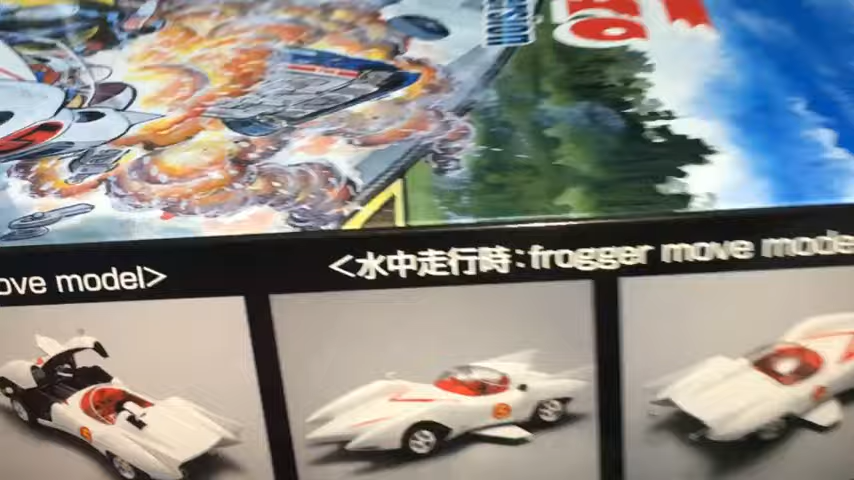 ove model>
<水中走行時:frogger move mode